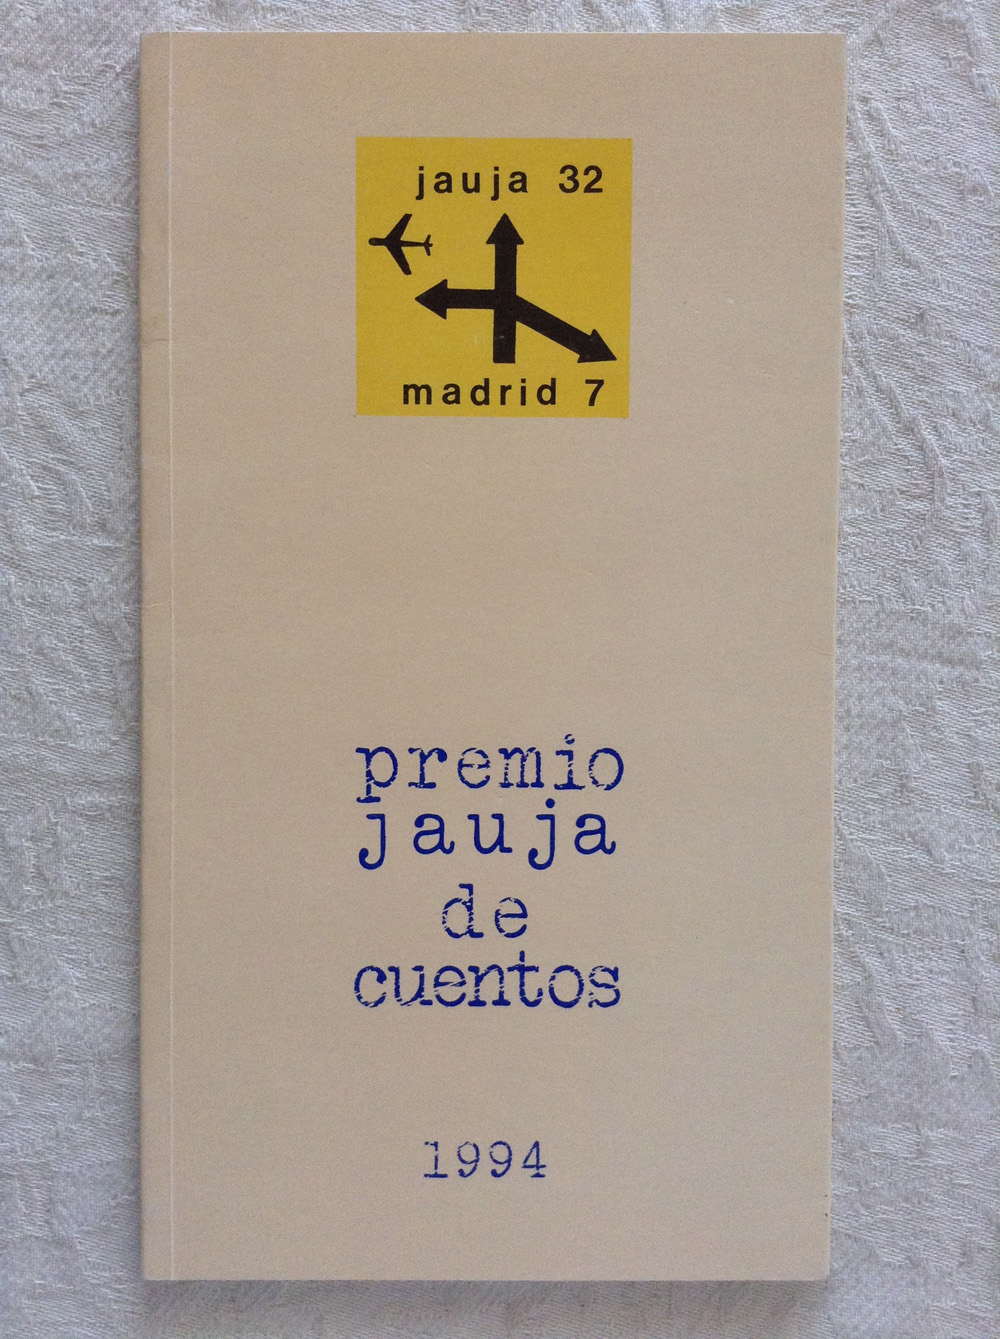 jauja 32
madrid 7
premio
jauja
de
cuentos
1994